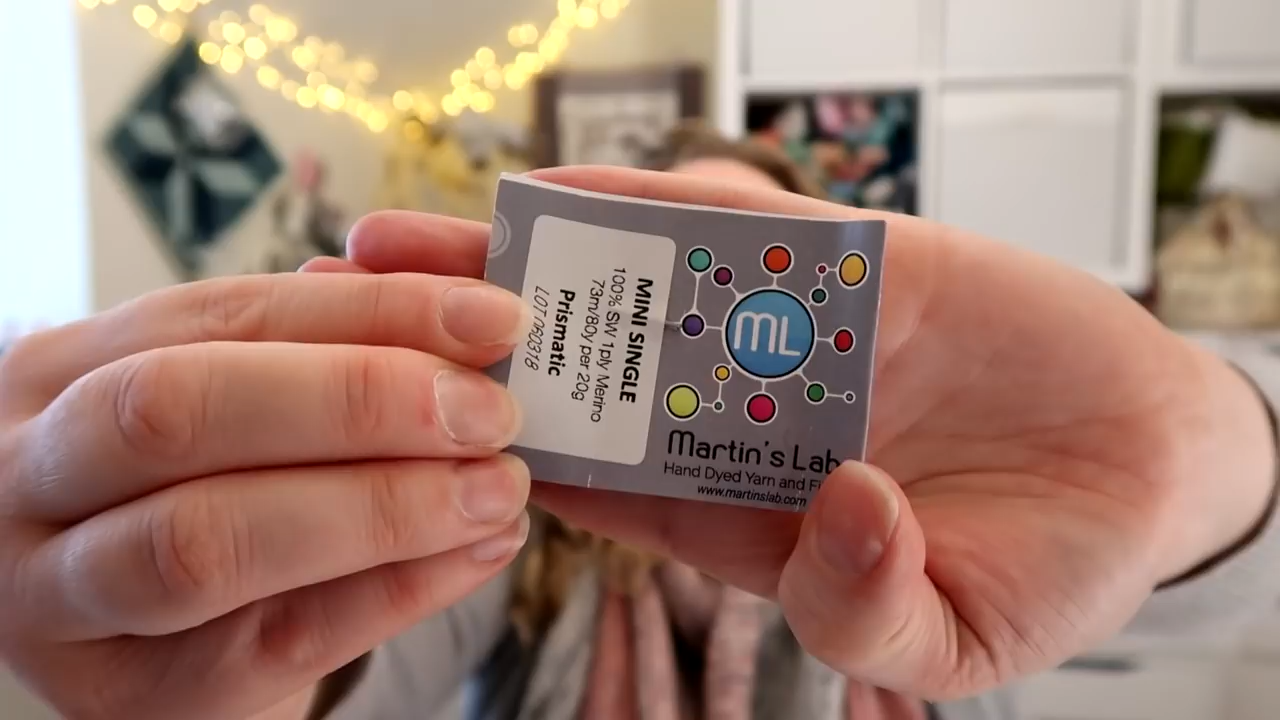 MINI SINGLE
100% SW 1ply Merino
73m/80y per 20g
Prismatic
LOT 060318
ML
Martin's Lab
Hand Dyed Yarn and
www.martinslab.com